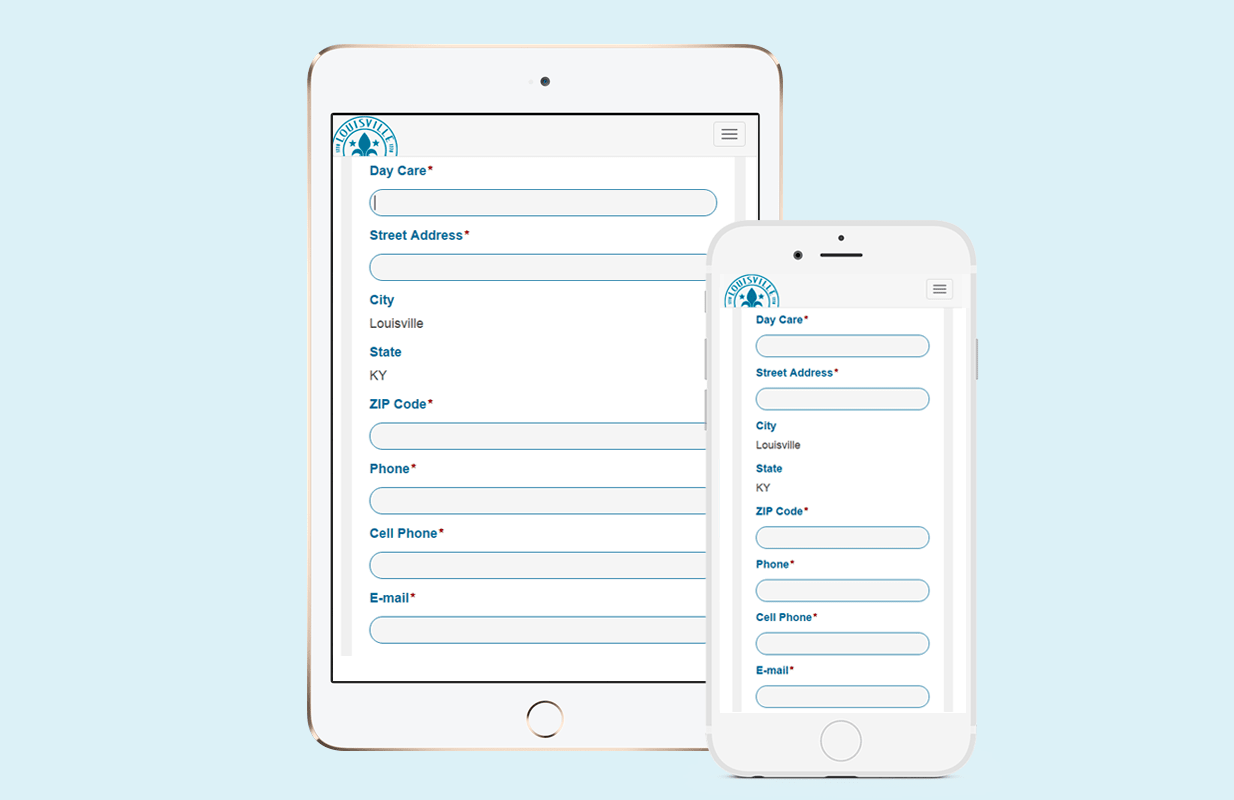 LOUISVILLE
Day Care*
Street Address*
City
Louisville
State
KY
ZIP Code*
Phone*
Cell Phone*
E-mail*
LOUISVILLE
Day Care*
Street Address*
City
Louisville
State
KY
ZIP Code*
Phone*
Cell Phone*
E-mail*